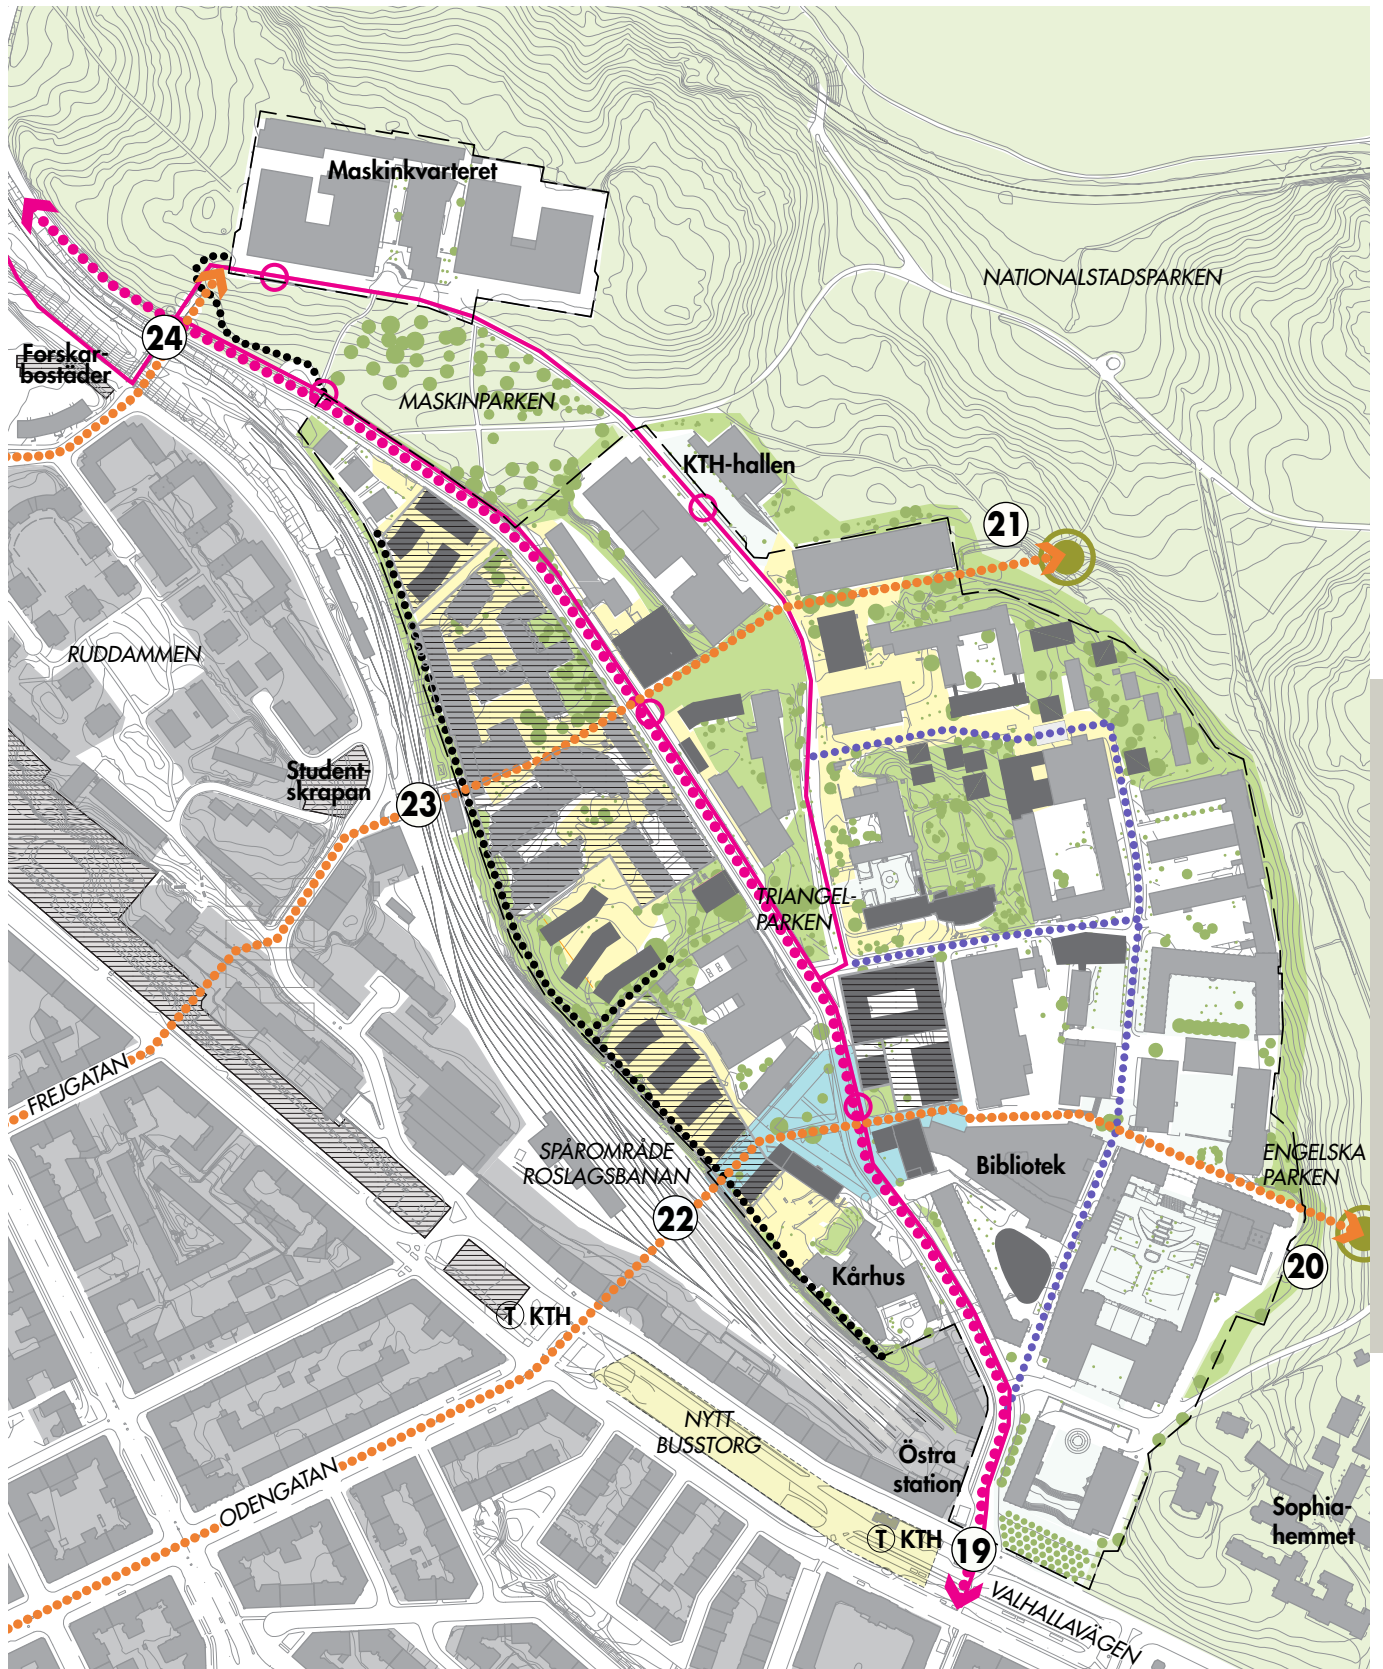 Maskinkvarteret
NATIONALSTADSPARKEN
24
Forskar-
bostäder
MASKINPARKEN
KTH-hallen
21
RUDDAMMEN
Student-
skrapan
23
TRIANGEL-
PARKEN
FREJGATAN
SPÅROMRÅDE
ROSLAGSBANAN
Bibliotek
ENGELSKA
PARKEN
22
20
Kårhus
T KTH
NYTT
BUSSTORG
Östra
station
ODENGATAN
Sophia-
hemmet
T KTH
19
VALHALLAVÄGEN